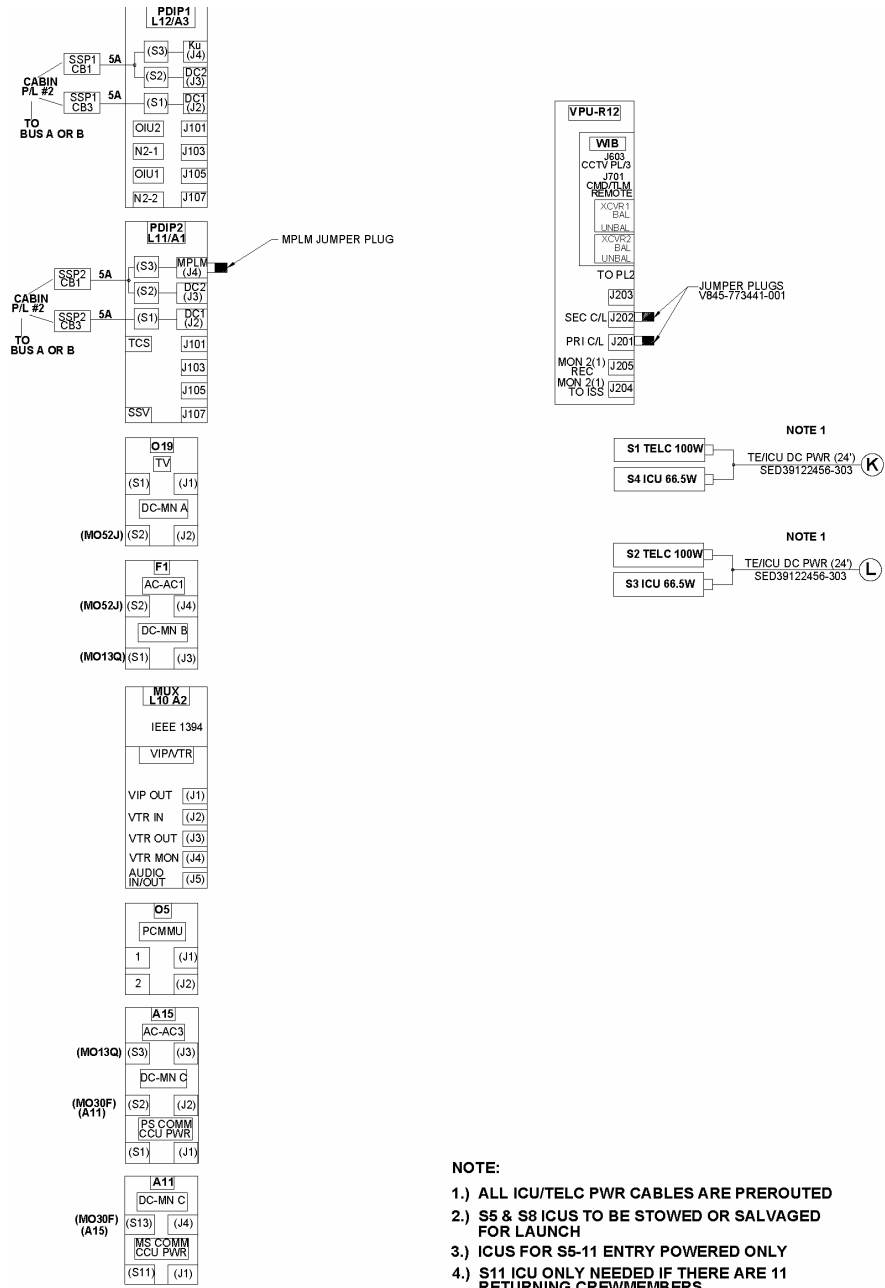 PDIP1
L12/A3
(S3)
Ku
(J4)
SSP1
CB1
5A
(S2)
DC2
(J3)
CABIN
P/L #2
SSP1
CB3
5A
(S1)
DC1
(J2)
TO
BUS A OR B
OIU2
J101
N2-1
J103
OIU1
J105
N2-2
J107
PDIP2
L11/A1
(S3)
MPLM
(J4)
MPLM JUMPER PLUG
SSP2
CB1
5A
(S2)
DC2
(J3)
CABIN
P/L #2
SSP2
CB3
5A
(S1)
DC1
(J2)
TO
BUS A OR B
TCS
J101
J103
J105
SSV
J107
O19
TV
(S1)
(J1)
DC-MN A
(MO52J)
(S2)
(J2)
F1
AC-AC1
(MO52J)
(S2)
(J4)
DC-MN B
(MO13Q)
(S1)
(J3)
MUX
L10 A2
IEEE 1394
VIP/VTR
VIP OUT
(J1)
VTR IN
(J2)
VTR OUT
(J3)
VTR MON
(J4)
AUDIO
IN/OUT
(J5)
O5
PCMMU
1
(J1)
2
(J2)
A15
AC-AC3
(MO13Q)
(S3)
(J3)
DC-MN C
(MO30F)
(A11)
(S2)
(J2)
PS COMM
CCU PWR
(S1)
(J1)
A11
DC-MN C
(MO30F)
(A15)
(S13)
(J4)
MS COMM
CCU PWR
(S11)
(J1)
VPU-R12
WIB
J603
CCTV PL/3
J701
CMD/TLM
REMOTE
XCVR1
BAL
UNBAL
XCVR2
BAL
UNBAL
TO PL2
J203
SEC C/L
J202
JUMPER PLUGS
V845-773441-001
PRI C/L
J201
MON 2(1)
REC
J205
MON 2(1)
TO ISS
J204
NOTE 1
S1 TELC 100W
TE/ICU DC PWR (24')
SED39122456-303
K
S4 ICU 66.5W
NOTE 1
S2 TELC 100W
TE/ICU DC PWR (24')
SED39122456-303
L
S3 ICU 66.5W
NOTE:
1.) ALL ICU/TELC PWR CABLES ARE PREROUTED
2.) S5 & S8 ICUS TO BE STOWED OR SALVAGED
FOR LAUNCH
3.) ICUS FOR S5-11 ENTRY POWERED ONLY
4.) S11 ICU ONLY NEEDED IF THERE ARE 11
RETURNING CREWMEMBERS